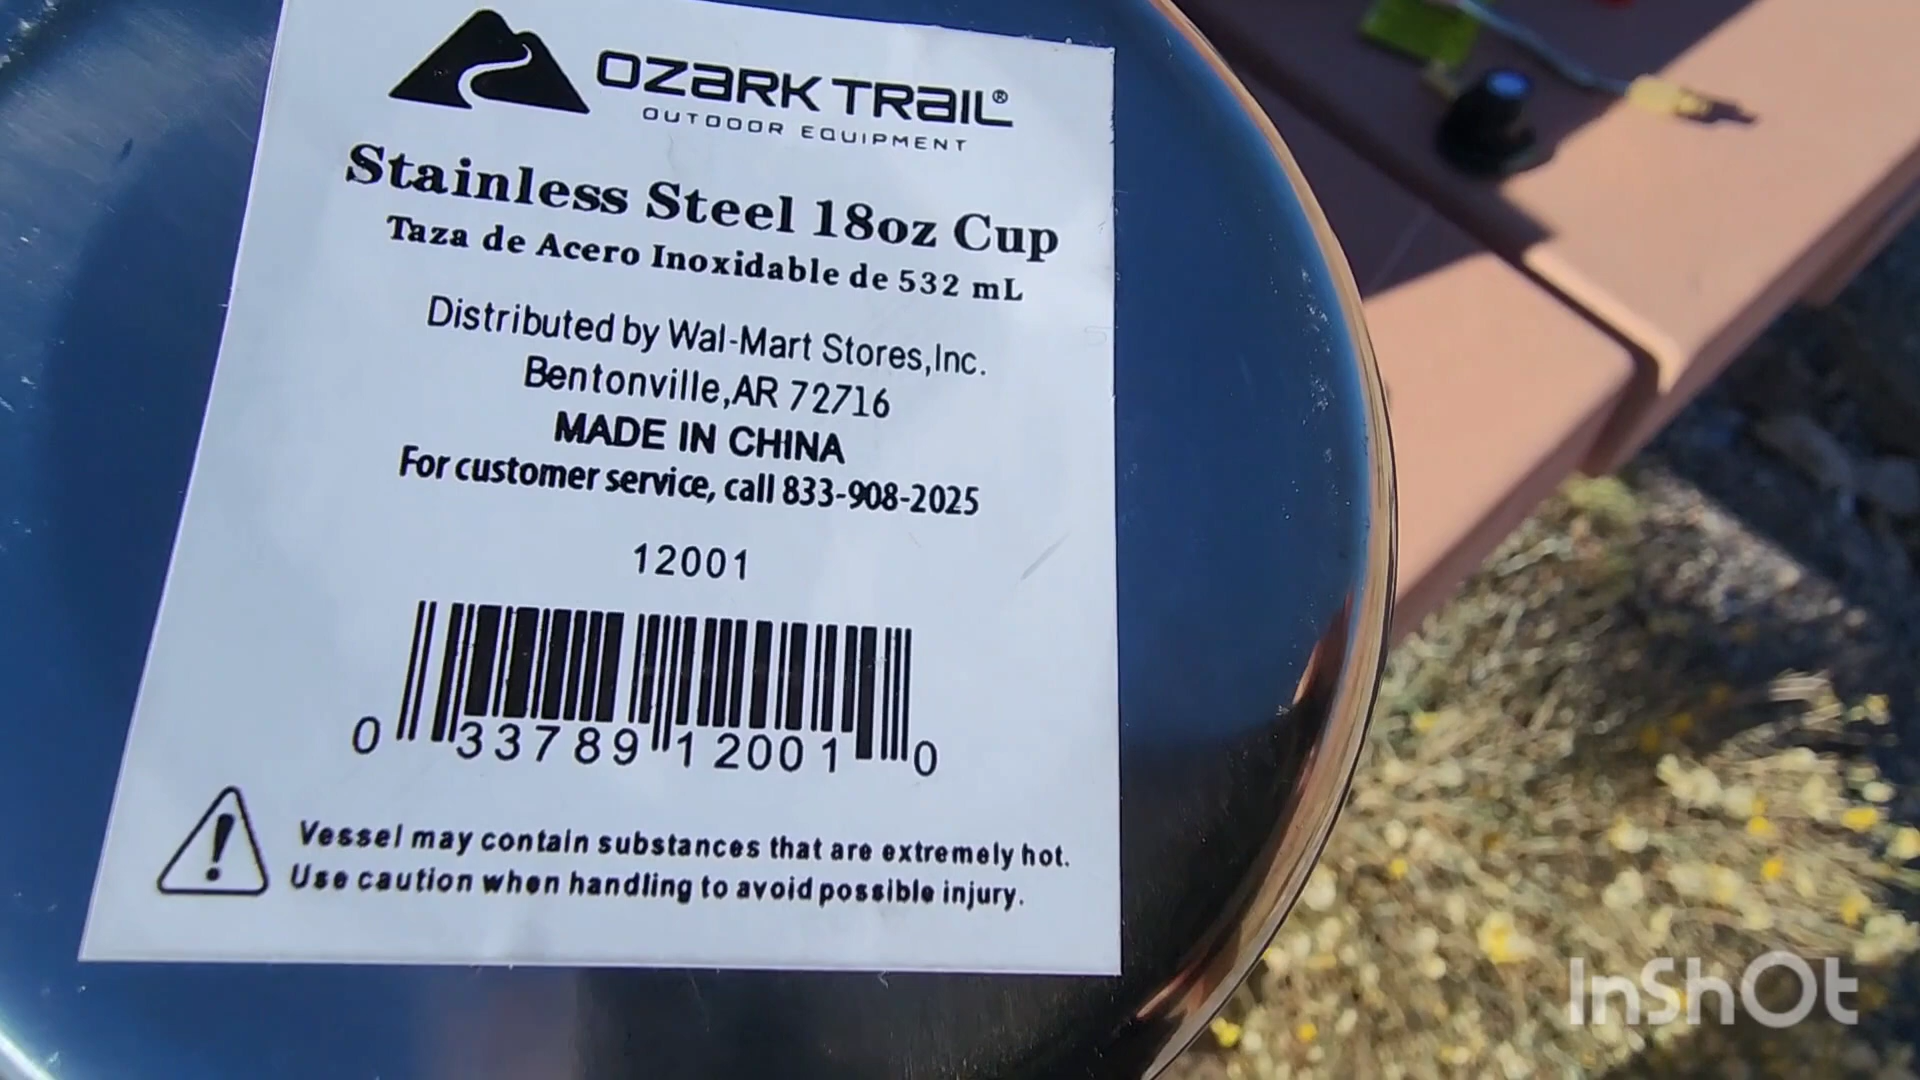 OZARK TRAIL®
OUTDOOR EQUIPMENT
Stainless Steel 18oz Cup
Taza de Acero Inoxidable de 532 mL
Distributed by Wal-Mart Stores,Inc.
Bentonville,AR 72716
MADE IN CHINA
For customer service, call 833-908-2025
12001
0 33789 12001 0
Vessel may contain substances that are extremely hot.
Use caution when handling to avoid possible injury.
InShOt